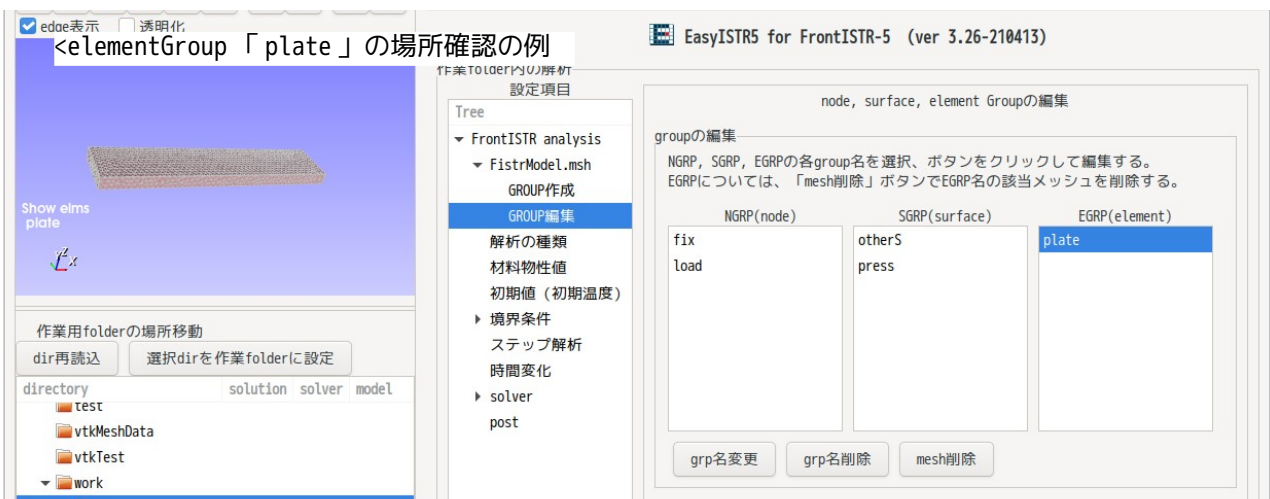 edge表示 透明化
<elementGroup「plate」の場所確認の例
Show elms
plate
z
x
作業用folderの場所移動
dir再読込 選択dirを作業folderに設定
directory solution solver model
test
vtkMeshData
vtkTest
work
EasyISTR5 for FrontISTR-5 (ver 3.26-210413)
作業folder内の解析
設定項目
Tree
FrontISTR analysis
FistrModel.msh
GROUP作成
GROUP編集
解析の種類
材料物性値
初期値(初期温度)
境界条件
ステップ解析
時間変化
solver
post
node, surface, element Groupの編集
groupの編集
NGRP, SGRP, EGRPの各group名を選択、ボタンをクリックして編集する。
EGRPについては、「mesh削除」ボタンでEGRP名の該当メッシュを削除する。
NGRP(node) SGRP(surface) EGRP(element)
fix otherS plate
load press
grp名変更 grp名削除 mesh削除